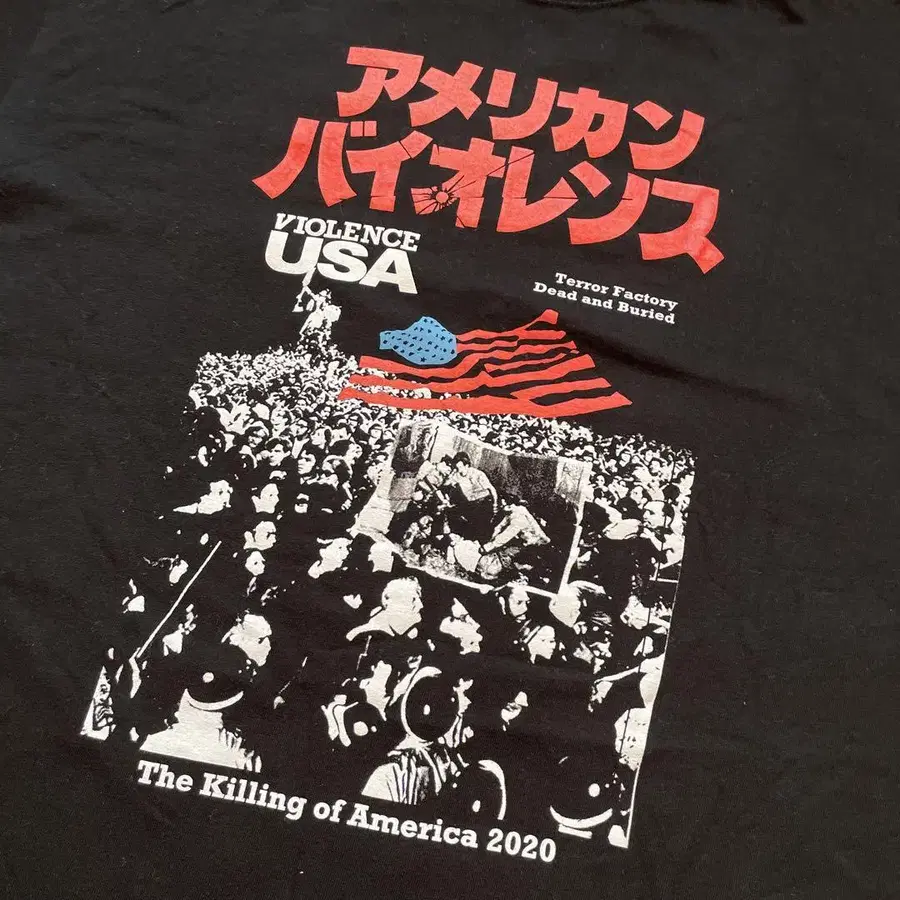 アメリカン
バイオレンス
VIOLENCE
USA
Terror Factory
Dead and Buried
The Killing of America 2020